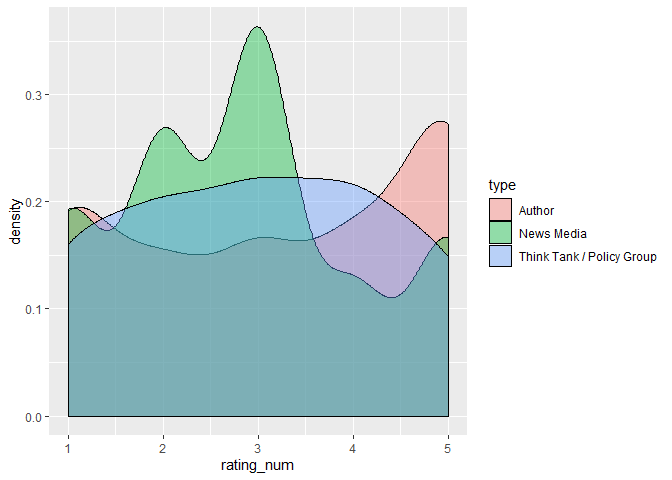 0.3
0.2
0.1
0.0
density
1 2 3 4 5
rating_num
type
Author
News Media
Think Tank / Policy Group